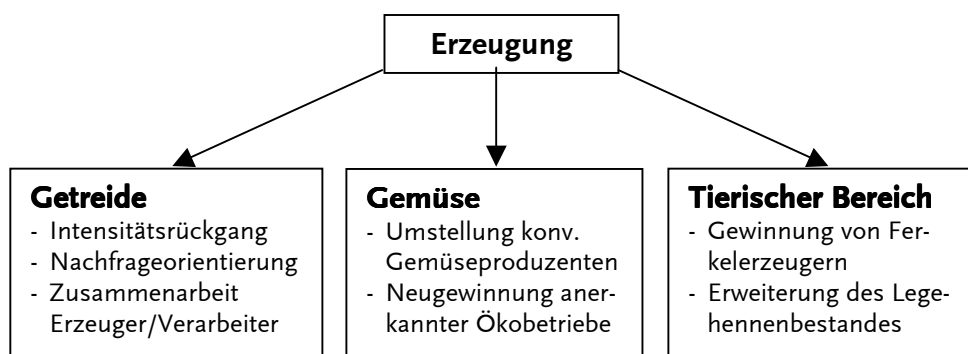 Erzeugung
Getreide
- Intensitätsrückgang
- Nachfrageorientierung
- Zusammenarbeit
Erzeuger/Verarbeiter
Gemüse
- Umstellung konv.
Gemüseproduzenten
- Neugewinnung aner-
kannter Ökobetriebe
Tierischer Bereich
- Gewinnung von Fer-
kelerzeugern
- Erweiterung des Lege-
hennenbestandes